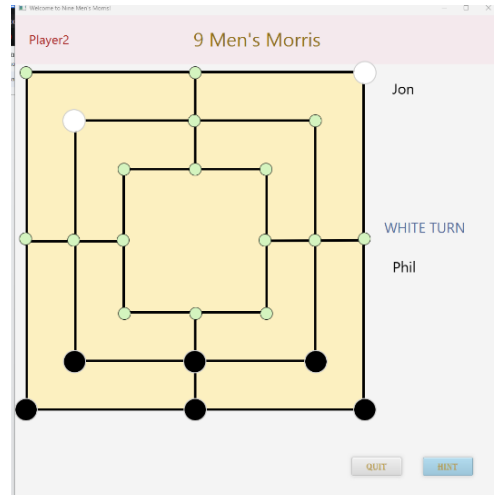 Welcome to Nine Men's Morris!
Player2
9 Men's Morris
Jon
WHITE TURN
Phil
QUIT
HINT